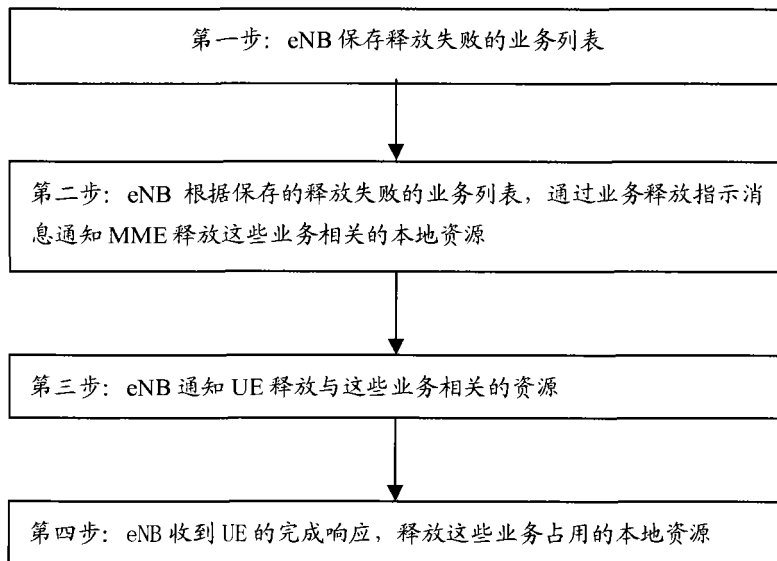 第一步：eNB 保存释放失败的业务列表
第二步：eNB 根据保存的释放失败的业务列表，通过业务释放指示消
息通知 MME 释放这些业务相关的本地资源
第三步：eNB 通知 UE 释放与这些业务相关的资源
第四步：eNB 收到 UE 的完成响应，释放这些业务占用的本地资源